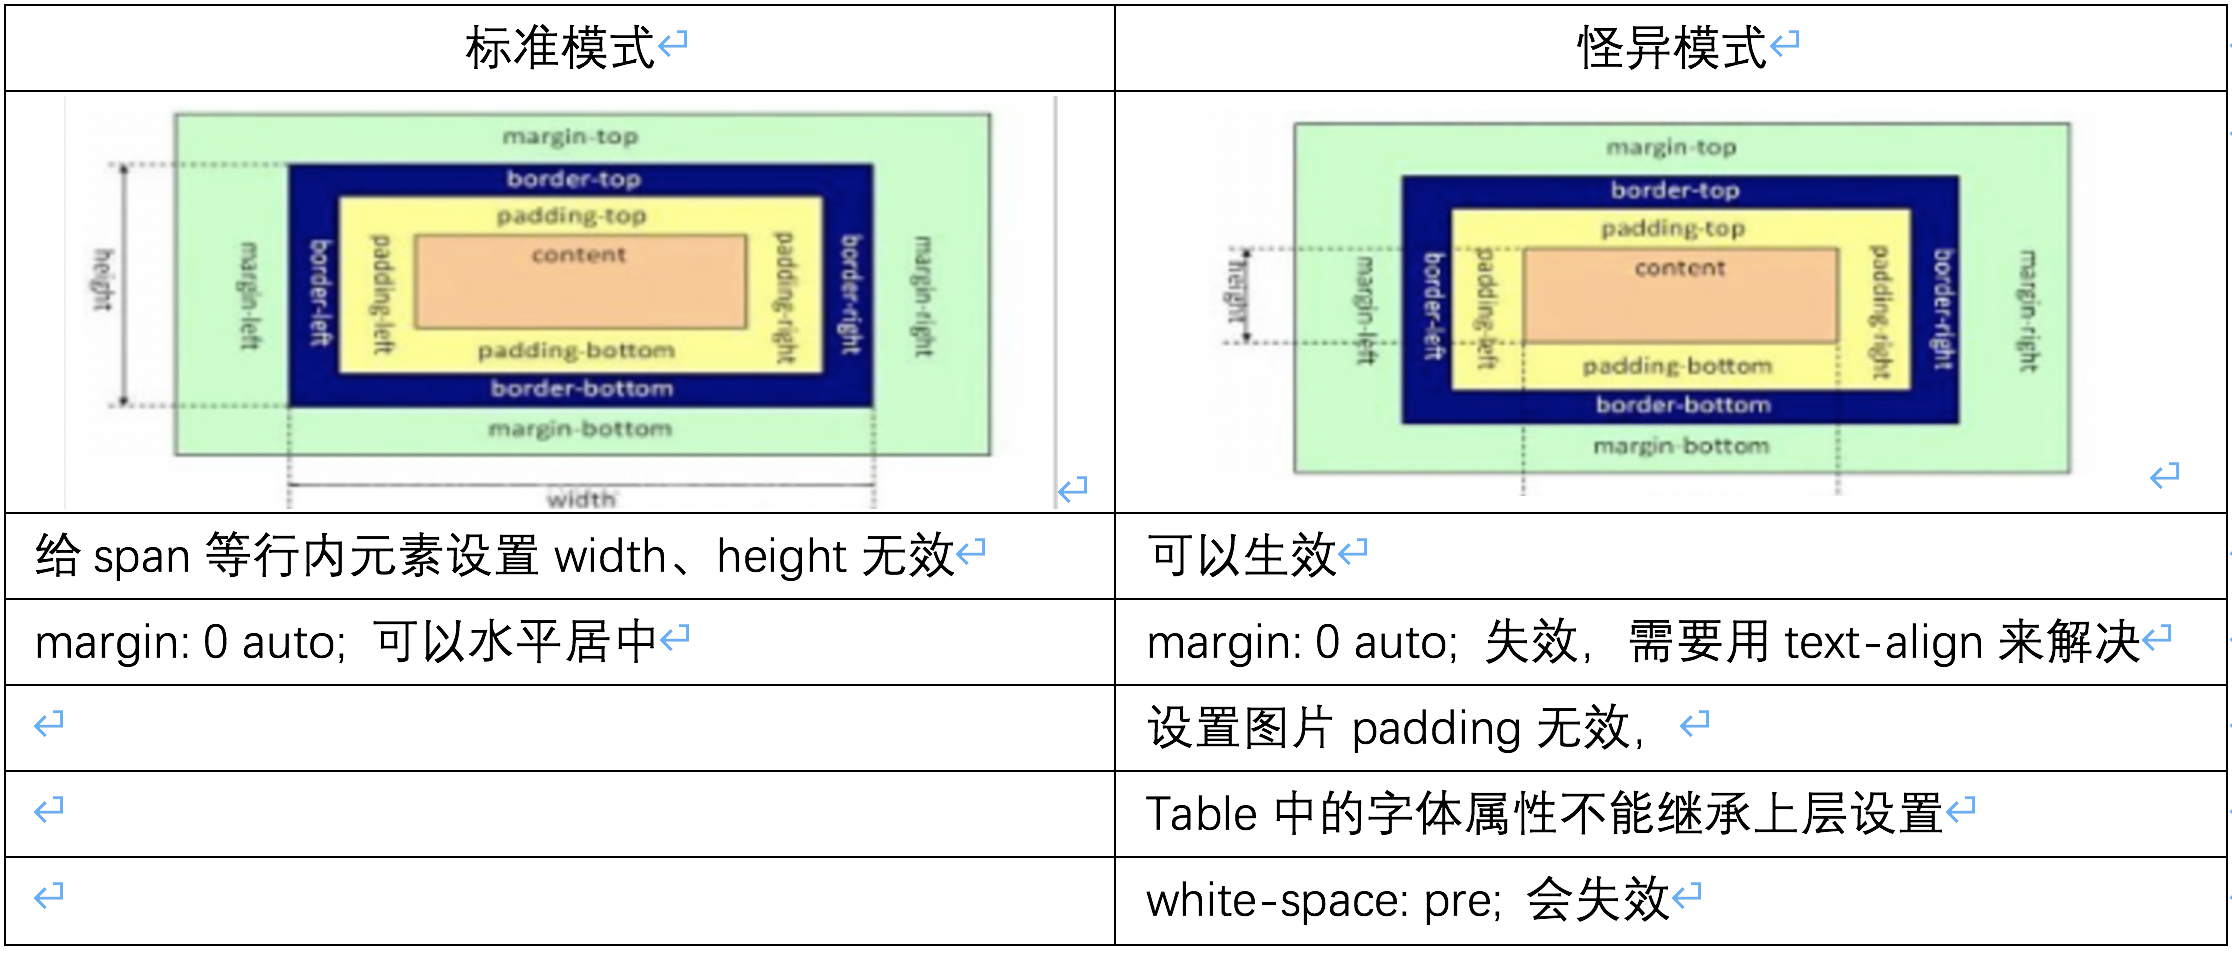 标准模式
怪异模式
margin-top
border-top
padding-top
content
height
margin-left
border-left
padding-left
padding-right
border-right
margin-right
padding-bottom
border-bottom
margin-bottom
width
margin-top
border-top
padding-top
content
height
margin-left
border-left
padding-left
padding-right
border-right
margin-right
padding-bottom
border-bottom
margin-bottom
给 span 等行内元素设置 width、height 无效
可以生效
margin: 0 auto; 可以水平居中
margin: 0 auto; 失效，需要用 text-align 来解决
设置图片 padding 无效，
Table 中的字体属性不能继承上层设置
white-space: pre; 会失效